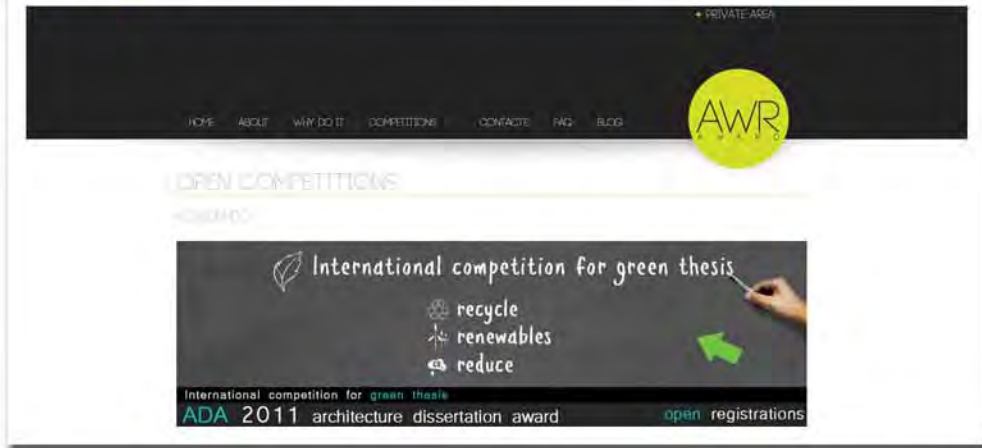 + PRIVATE AREA
HOME ABOUT WHY DO IT COMPETITIONS CONTACTS FAQ BLOG
AWR
AWARD
OPEN COMPETITIONS
International competition for green thesis
recycle
renewables
reduce
International competition for green thesis
ADA 2011 architecture dissertation award open registrations